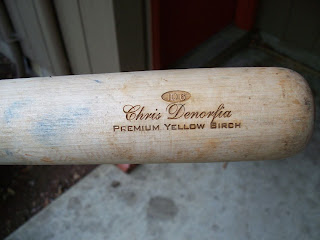 Chris Denorfia
PREMIUM YELLOW BIRCH